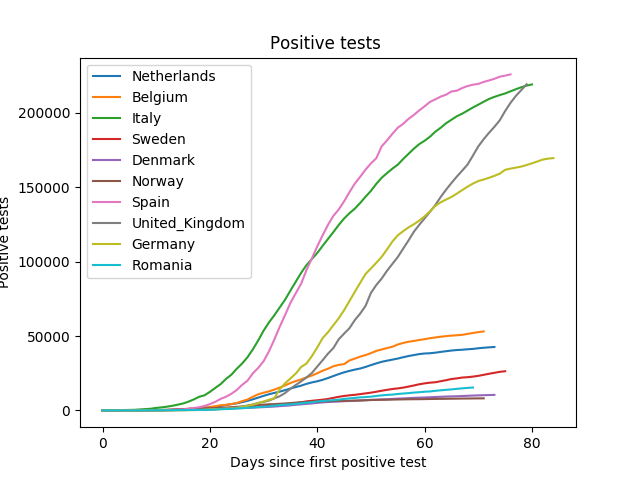 Positive tests
Netherlands
Belgium
Italy
Sweden
Denmark
Norway
Spain
United_Kingdom
Germany
Romania
200000
150000
100000
50000
0
Positive tests
0 20 40 60 80
Days since first positive test